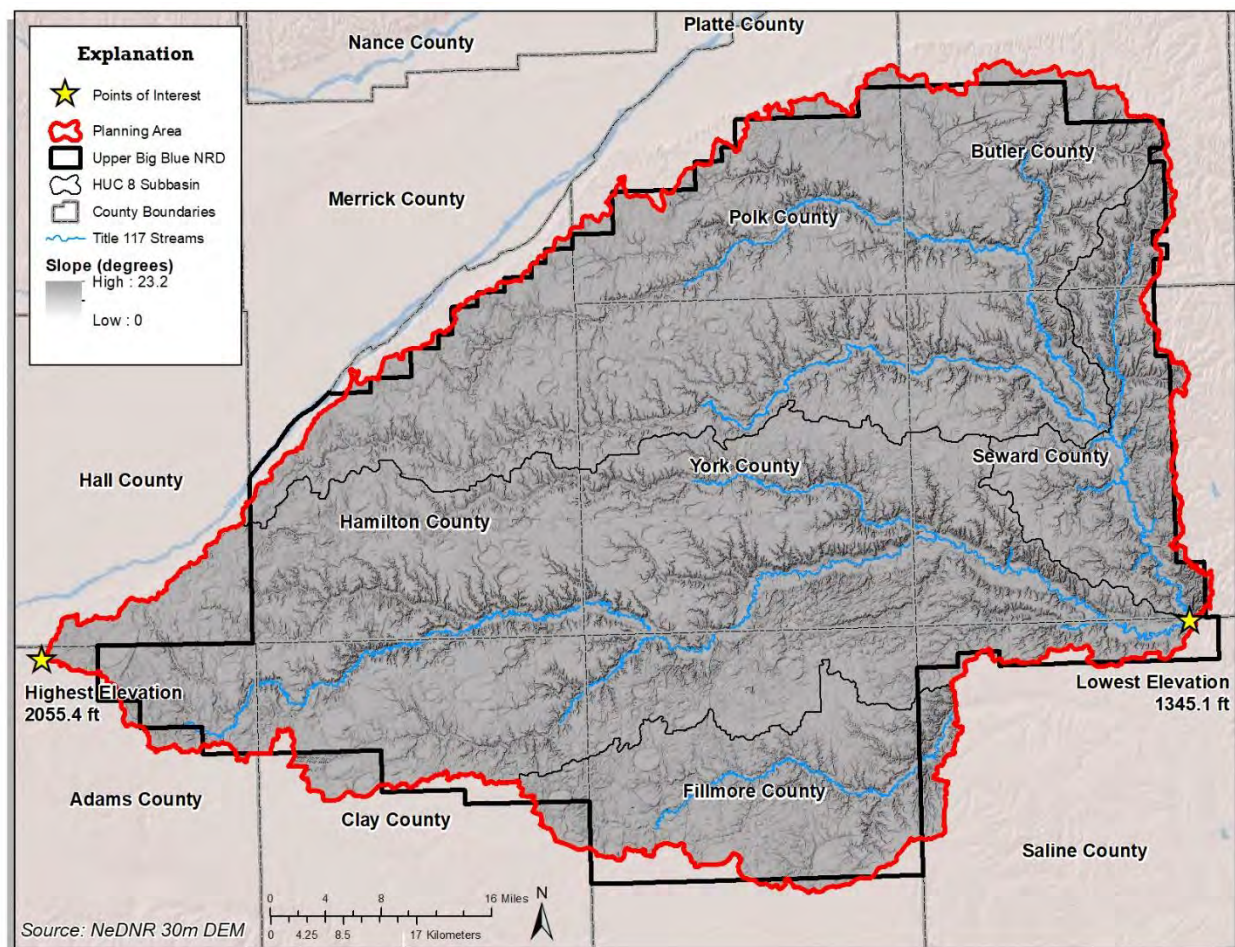 Explanation
Points of Interest
Planning Area
Upper Big Blue NRD
HUC 8 Subbasin
County Boundaries
Title 117 Streams
Slope (degrees)
High : 23.2
Low : 0
Platte County
Nance County
Butler County
Merrick County
Polk County
Hall County
York County
Seward County
Hamilton County
Highest Elevation
2055.4 ft
Lowest Elevation
1345.1 ft
Adams County
Clay County
Fillmore County
Saline County
0 4 8 16 Miles
0 4.25 8.5 17 Kilometers
N
Source: NeDNR 30m DEM